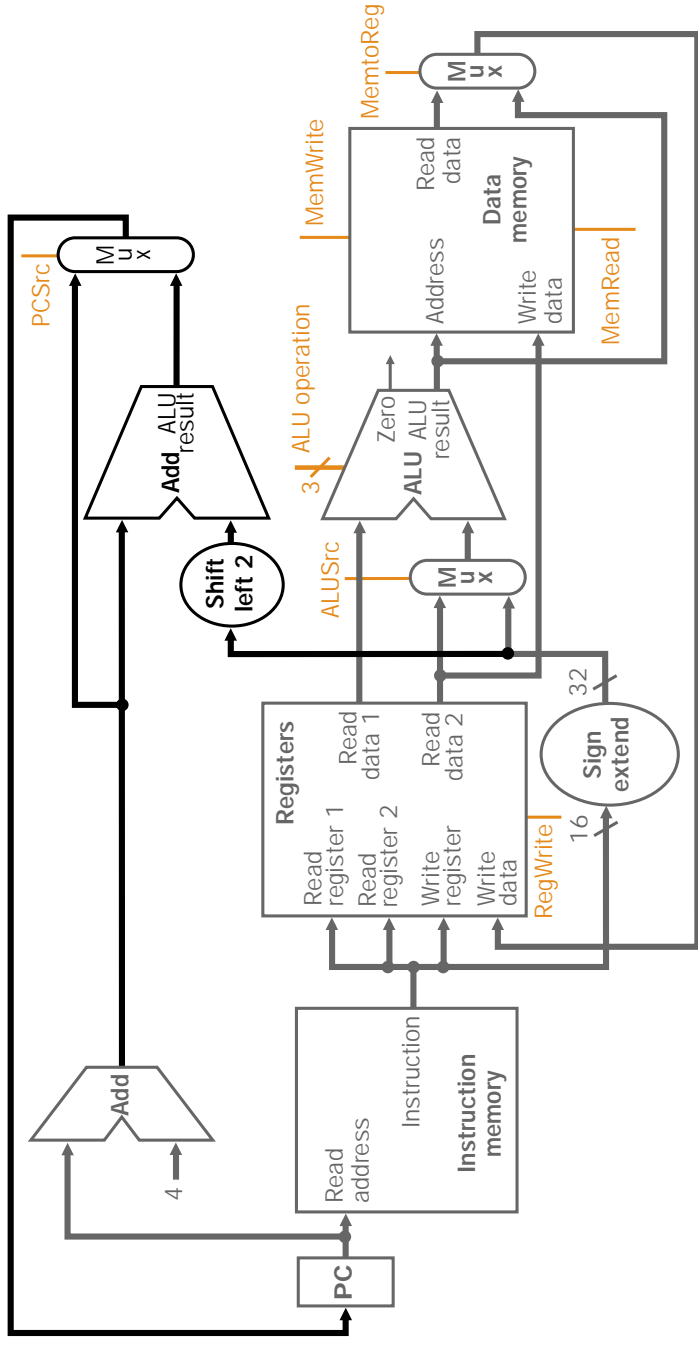 PCSrc
M
u
x
Add
Add
ALU
result
4
Shift
left 2
ALU operation
3
MemWrite
MemtoReg
PC
Read
address
Instruction
Instruction
memory
Registers
Read
register 1
Read
register 2
Write
register
Write
data
Read
data 1
Read
data 2
RegWrite
ALUSrc
M
u
x
Zero
ALU
ALU
result
Address
Read
data
Write
data
Data
memory
MemRead
M
u
x
16
Sign
extend
32